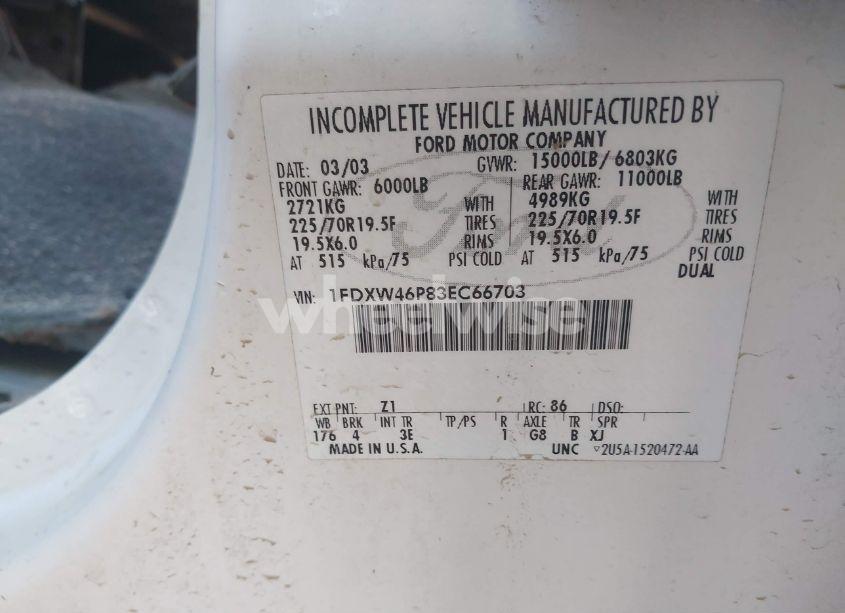 INCOMPLETE VEHICLE MANUFACTURED BY
FORD MOTOR COMPANY
DATE: 03/03 GVWR: 15000LB/ 6803KG
FRONT GAWR: 6000LB REAR GAWR: 11000LB
2721KG WITH 4989KG WITH
225/70R19.5F TIRES 225/70R19.5F TIRES
19.5X6.0 RIMS 19.5X6.0 RIMS
AT 515 kPa/75 PSI COLD AT 515 kPa/75 PSI COLD
DUAL
VIN: 1FDXW46P83EC66703
wheelwise
EXT PNT: Z1 RC: 86 DSO:
WB BRK INT TR TP/PS R AXLE TR SPR
176 4 3E 1 G8 B XJ
MADE IN U.S.A. UNC ▽2U5A-1520472-AA
Ford